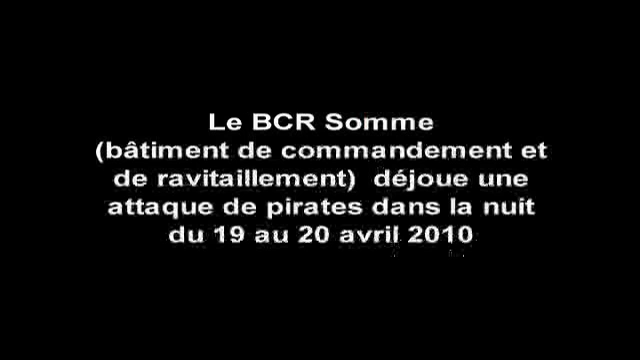 Le BCR Somme
(bâtiment de commandement et
de ravitaillement) déjoue une
attaque de pirates dans la nuit
du 19 au 20 avril 2010